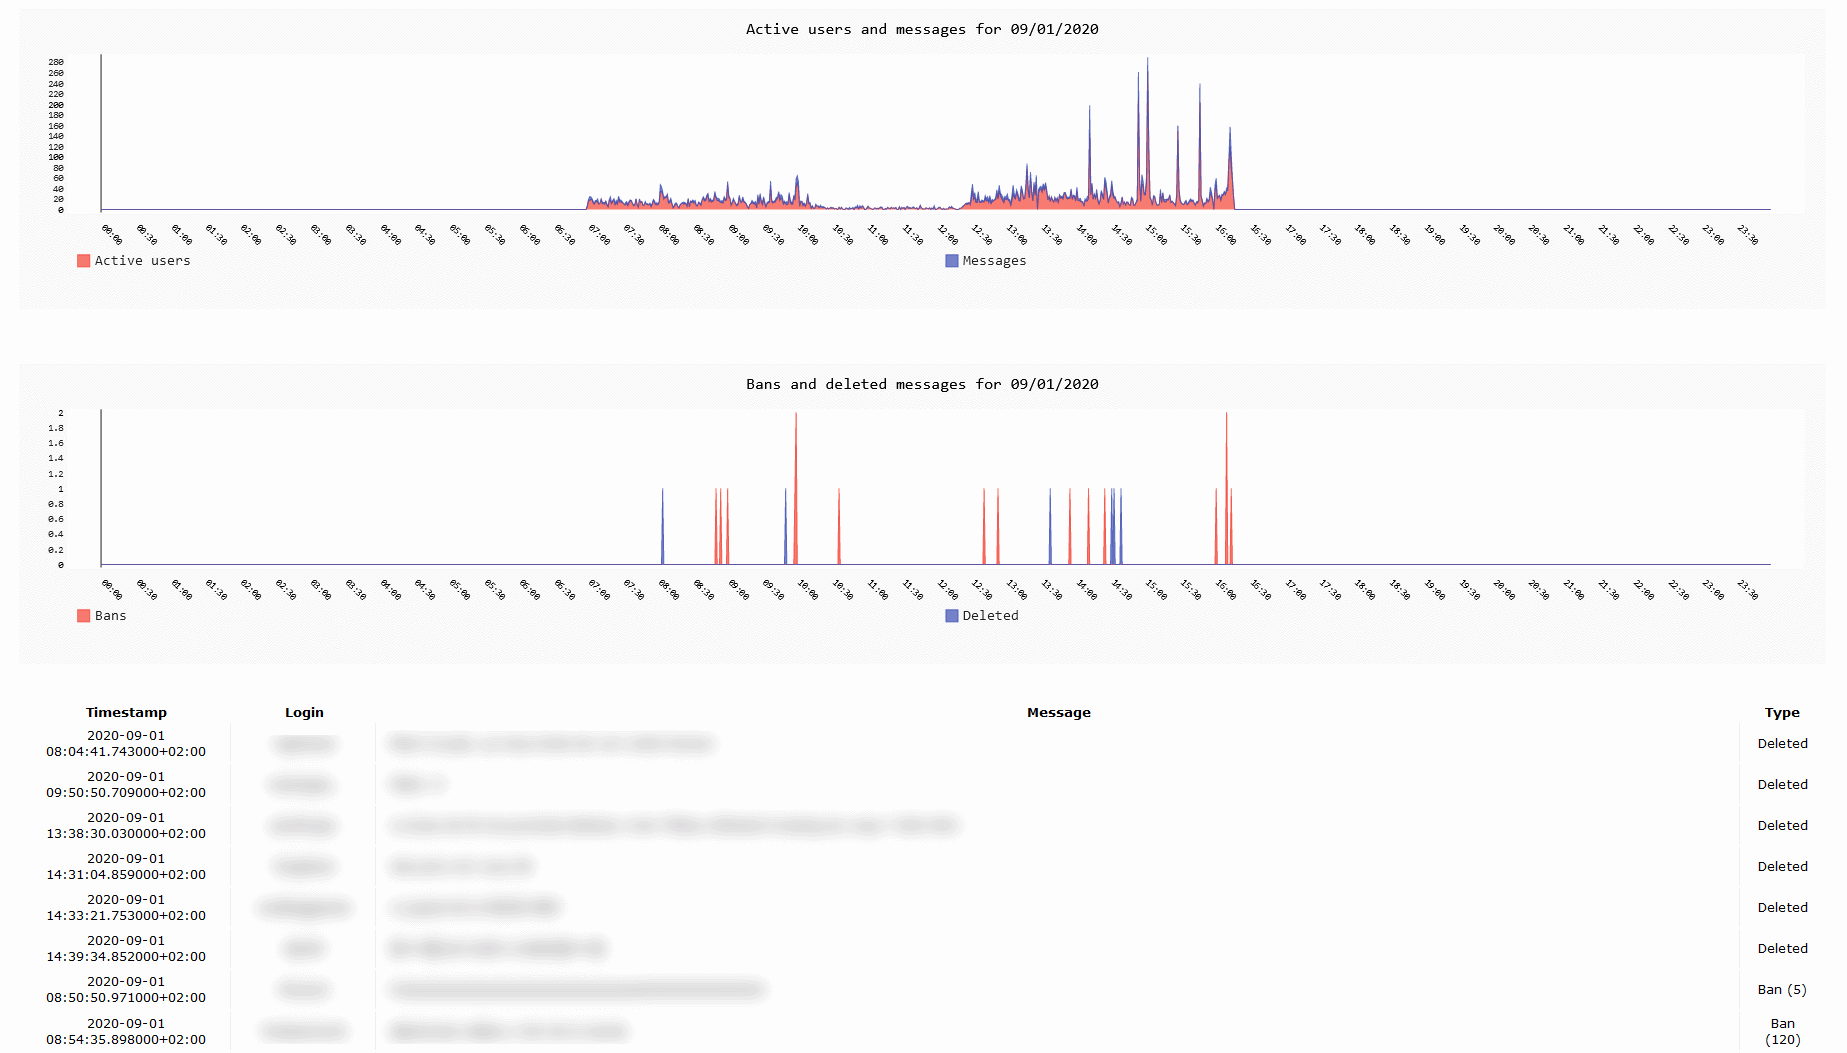 Active users and messages for 09/01/2020
280
260
240
220
200
180
160
140
120
100
80
60
40
20
0
00:00 00:30 01:00 01:30 02:00 02:30 03:00 03:30 04:00 04:30 05:00 05:30 06:00 06:30 07:00 07:30 08:00 08:30 09:00 09:30 10:00 10:30 11:00 11:30 12:00 12:30 13:00 13:30 14:00 14:30 15:00 15:30 16:00 16:30 17:00 17:30 18:00 18:30 19:00 19:30 20:00 20:30 21:00 21:30 22:00 22:30 23:00 23:30
Active users Messages
Bans and deleted messages for 09/01/2020
2
1.8
1.6
1.4
1.2
1
0.8
0.6
0.4
0.2
0
00:00 00:30 01:00 01:30 02:00 02:30 03:00 03:30 04:00 04:30 05:00 05:30 06:00 06:30 07:00 07:30 08:00 08:30 09:00 09:30 10:00 10:30 11:00 11:30 12:00 12:30 13:00 13:30 14:00 14:30 15:00 15:30 16:00 16:30 17:00 17:30 18:00 18:30 19:00 19:30 20:00 20:30 21:00 21:30 22:00 22:30 23:00 23:30
Bans Deleted
Timestamp Login Message Type
2020-09-01
08:04:41.743000+02:00 Deleted
2020-09-01
09:50:50.709000+02:00 Deleted
2020-09-01
13:38:30.030000+02:00 Deleted
2020-09-01
14:31:04.859000+02:00 Deleted
2020-09-01
14:33:21.753000+02:00 Deleted
2020-09-01
14:39:34.852000+02:00 Deleted
2020-09-01
08:50:50.971000+02:00 Ban (5)
2020-09-01 Ban
08:54:35.898000+02:00 (120)